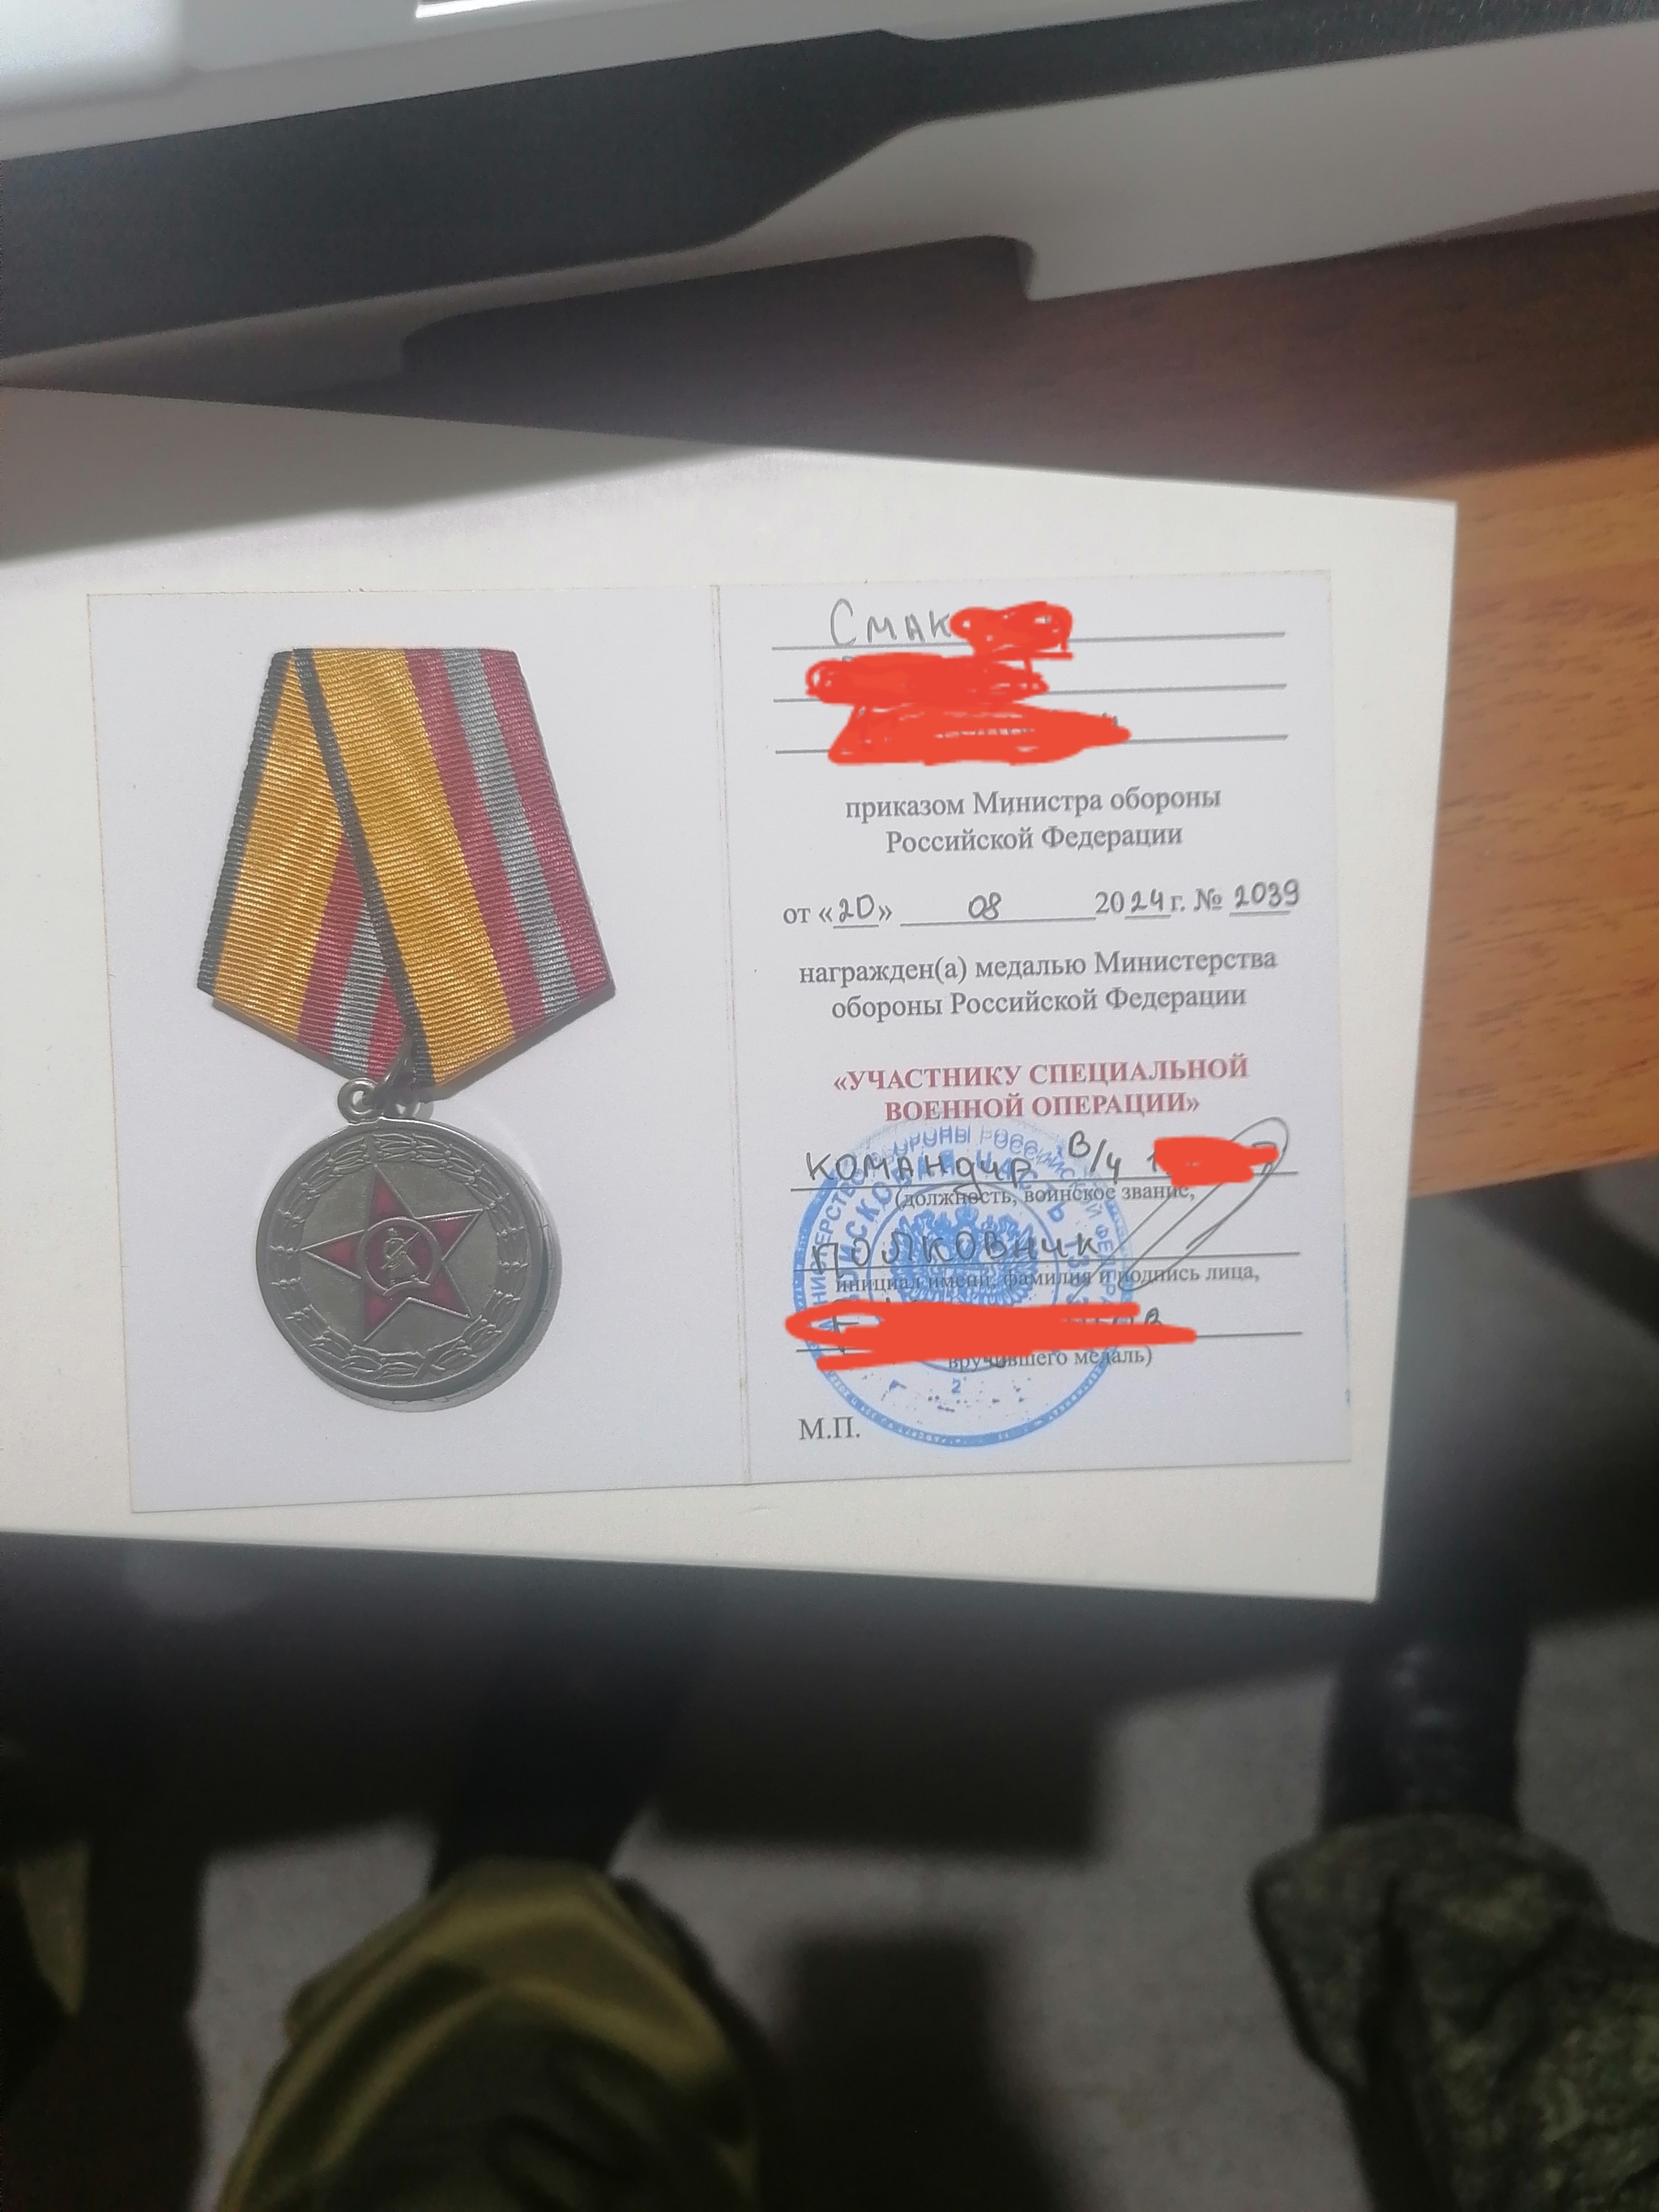 Смак
приказом Министра обороны
Российской Федерации
от «20» 08 2024 г. № 2039
награжден(а) медалью Министерства
обороны Российской Федерации
«УЧАСТНИКУ СПЕЦИАЛЬНОЙ
ВОЕННОЙ ОПЕРАЦИИ»
командир в/ч
(должность, воинское звание,
полковник
инициал имени, фамилия и подпись лица,
вручившего медаль)
М.П.